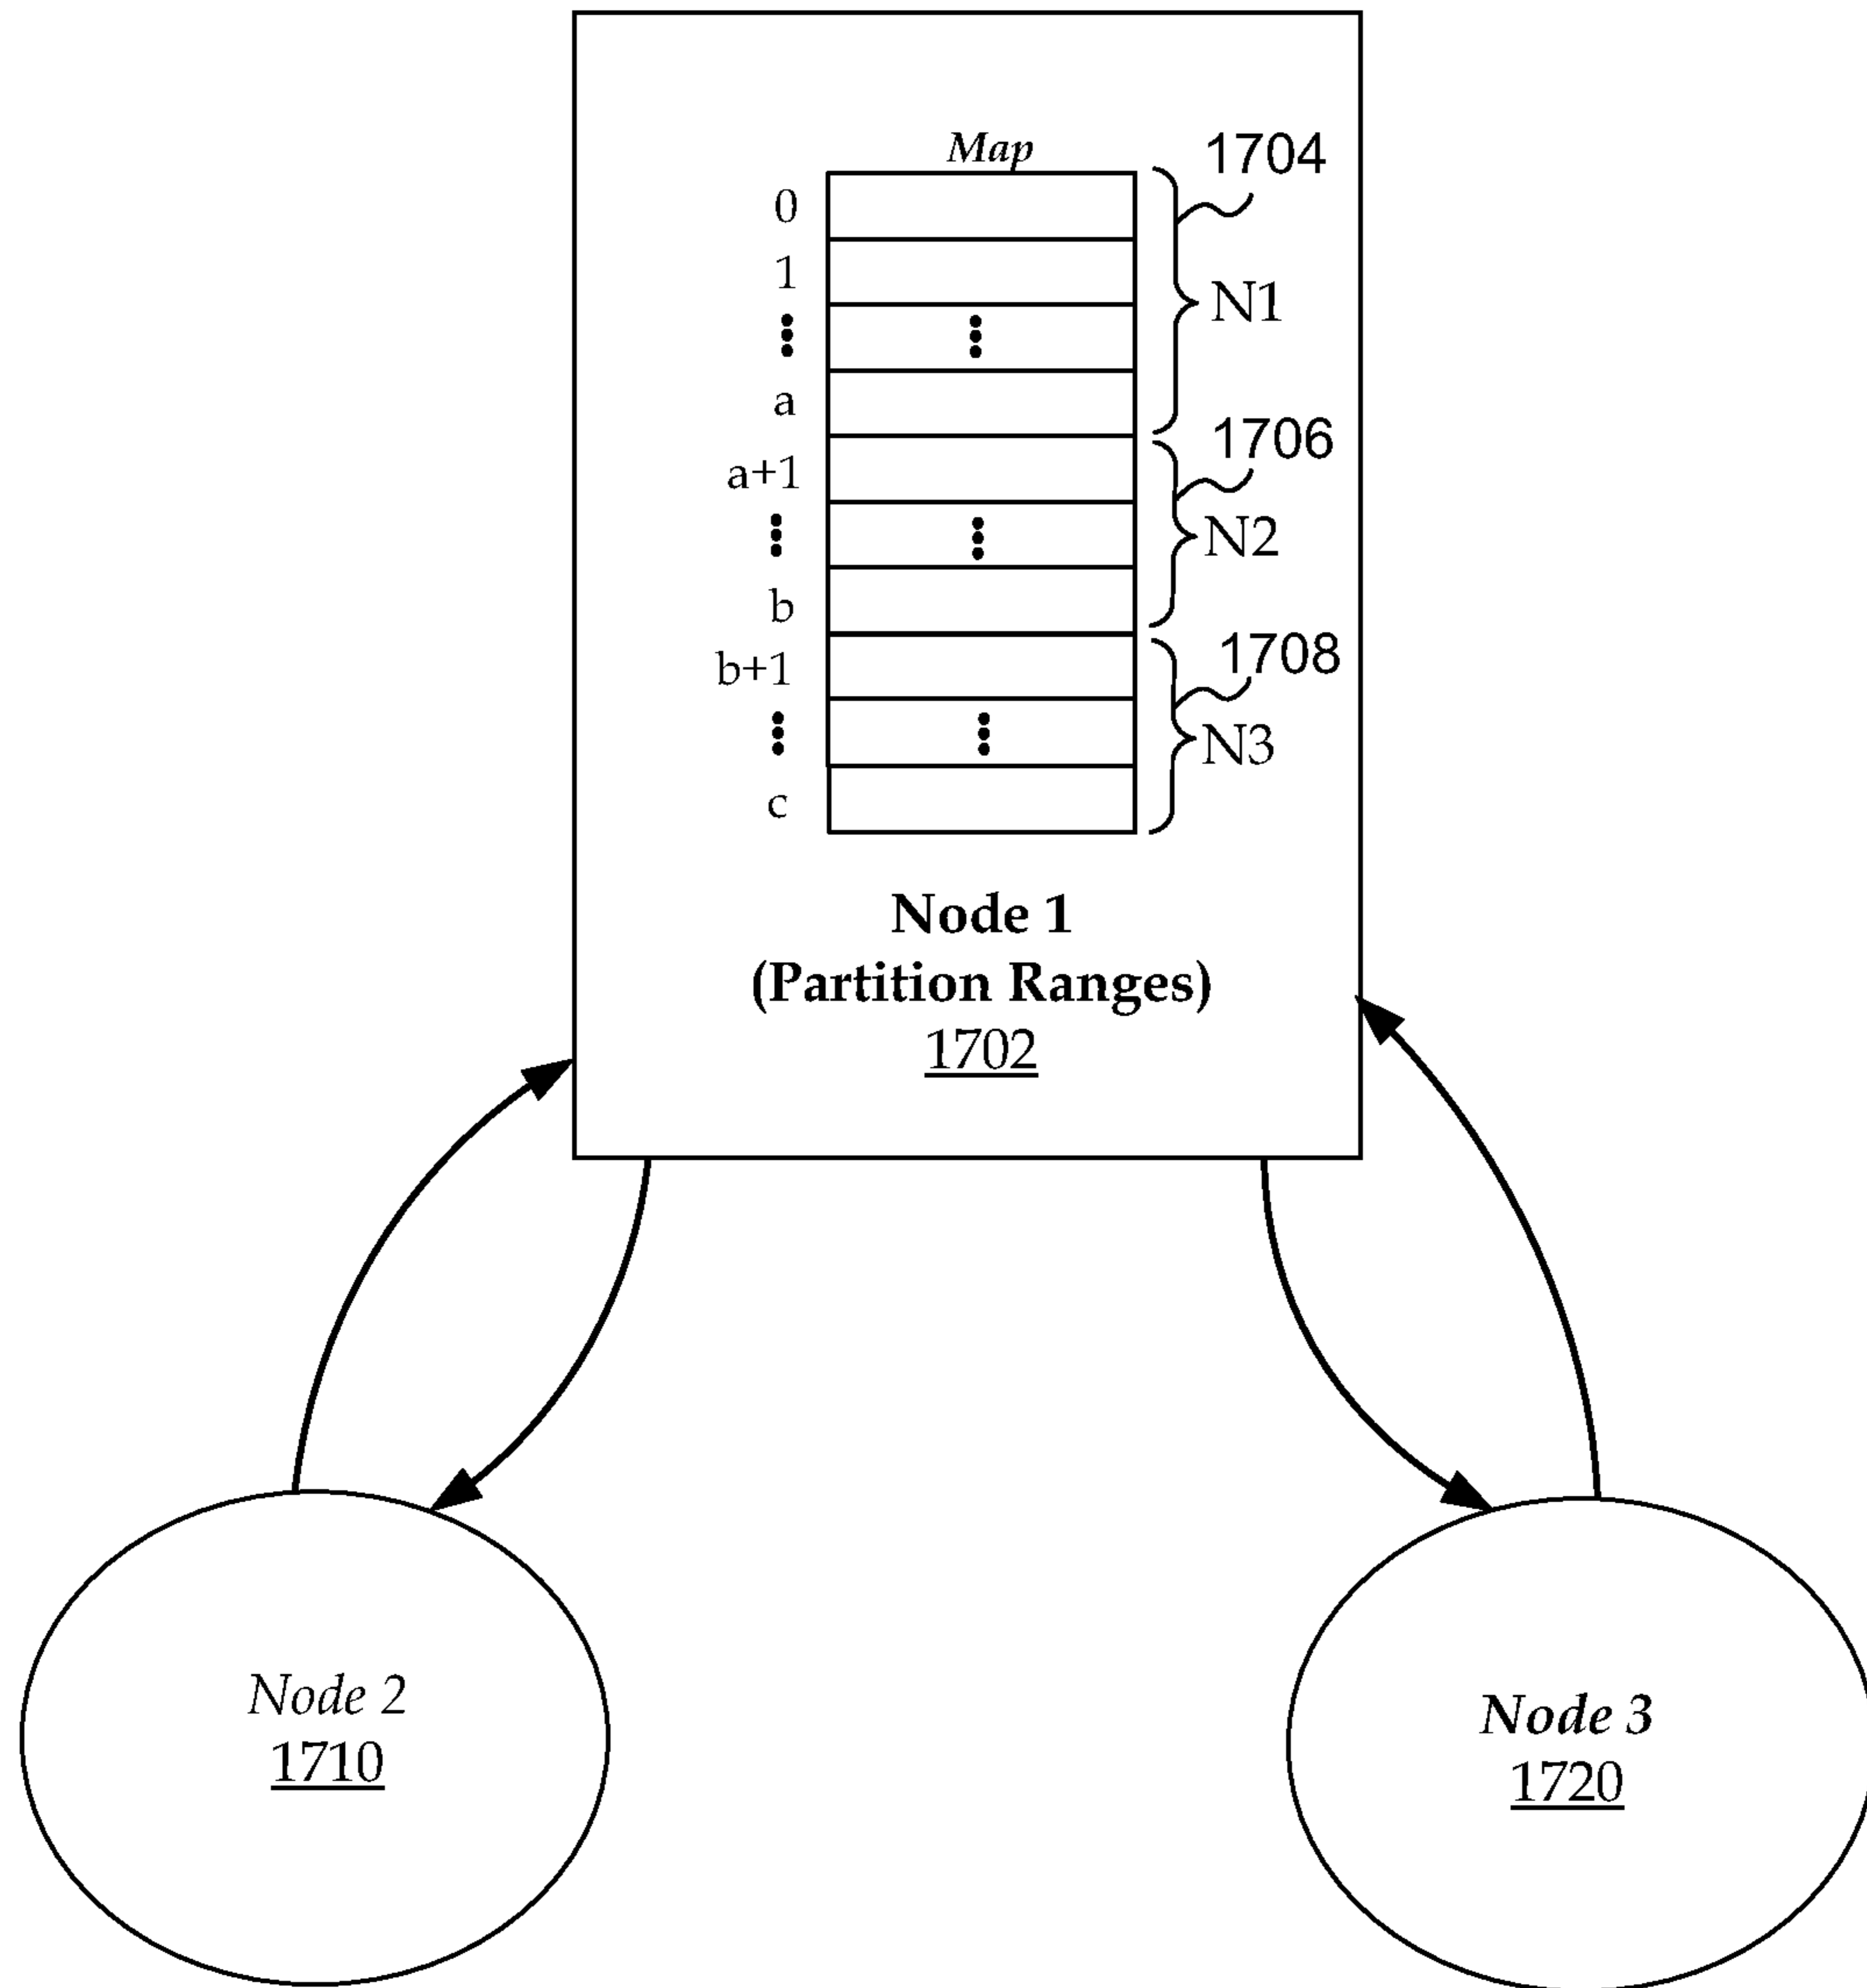 Map
1704
0
1
N1
a
1706
a+1
N2
b
1708
b+1
N3
c
Node 1
(Partition Ranges)
1702
Node 2
1710
Node 3
1720